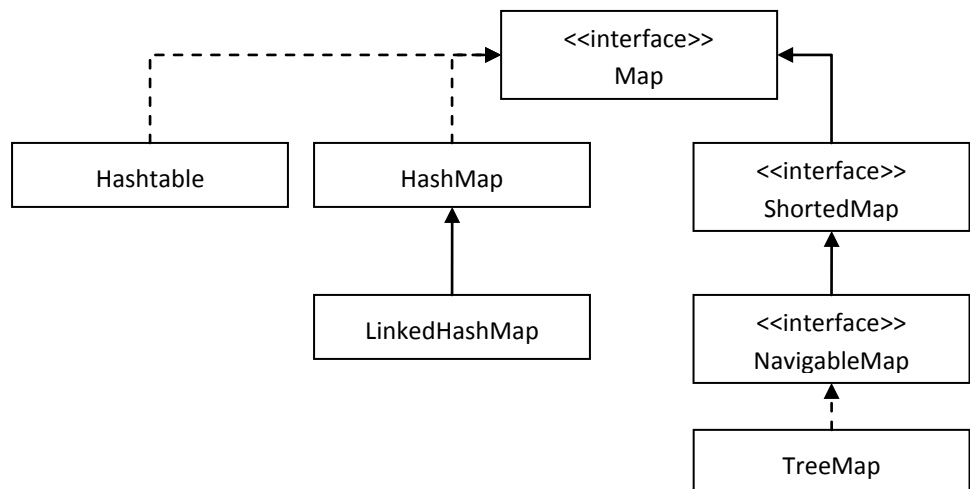 <<interface>>
Map
Hashtable
HashMap
<<interface>>
ShortedMap
LinkedHashMap
<<interface>>
NavigableMap
TreeMap